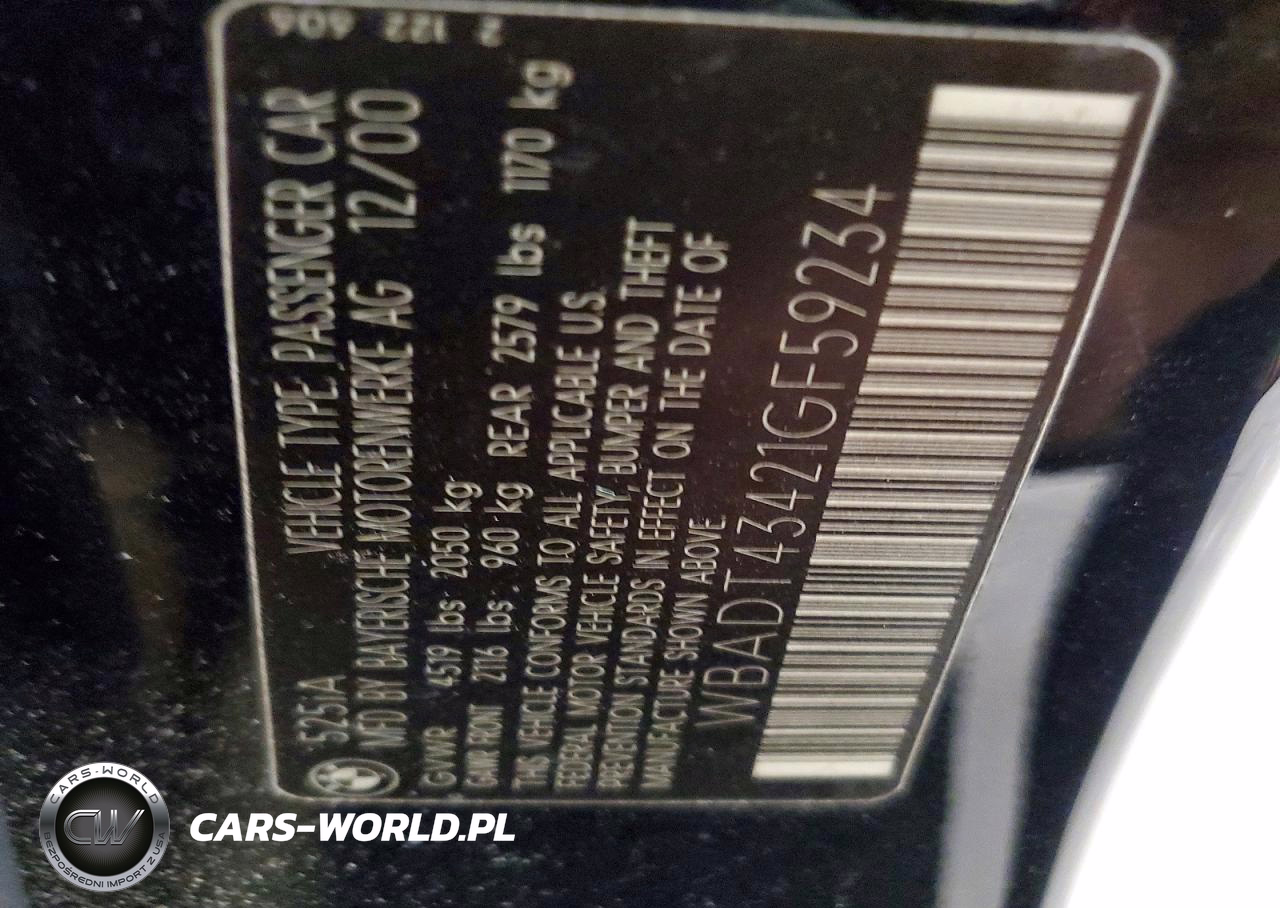 2 122 606
525A VEHICLE TYPE PASSENGER CAR
MFD BY BAYERISCHE MOTORENWERKE AG 12/00
GVWR 4519 lbs 2050 kg
GAWR FRONT 2116 lbs 960 kg REAR 2579 lbs 1170 kg
THIS VEHICLE CONFORMS TO ALL APPLICABLE U.S.
FEDERAL MOTOR VEHICLE SAFETY, BUMPER AND THEFT
PREVENTION STANDARDS IN EFFECT ON THE DATE OF
MANUFACTURE SHOWN ABOVE
WBADT43421GF59234
CARS-WORLD
CW
BEZPOŚREDNI IMPORT Z USA
CARS-WORLD.PL